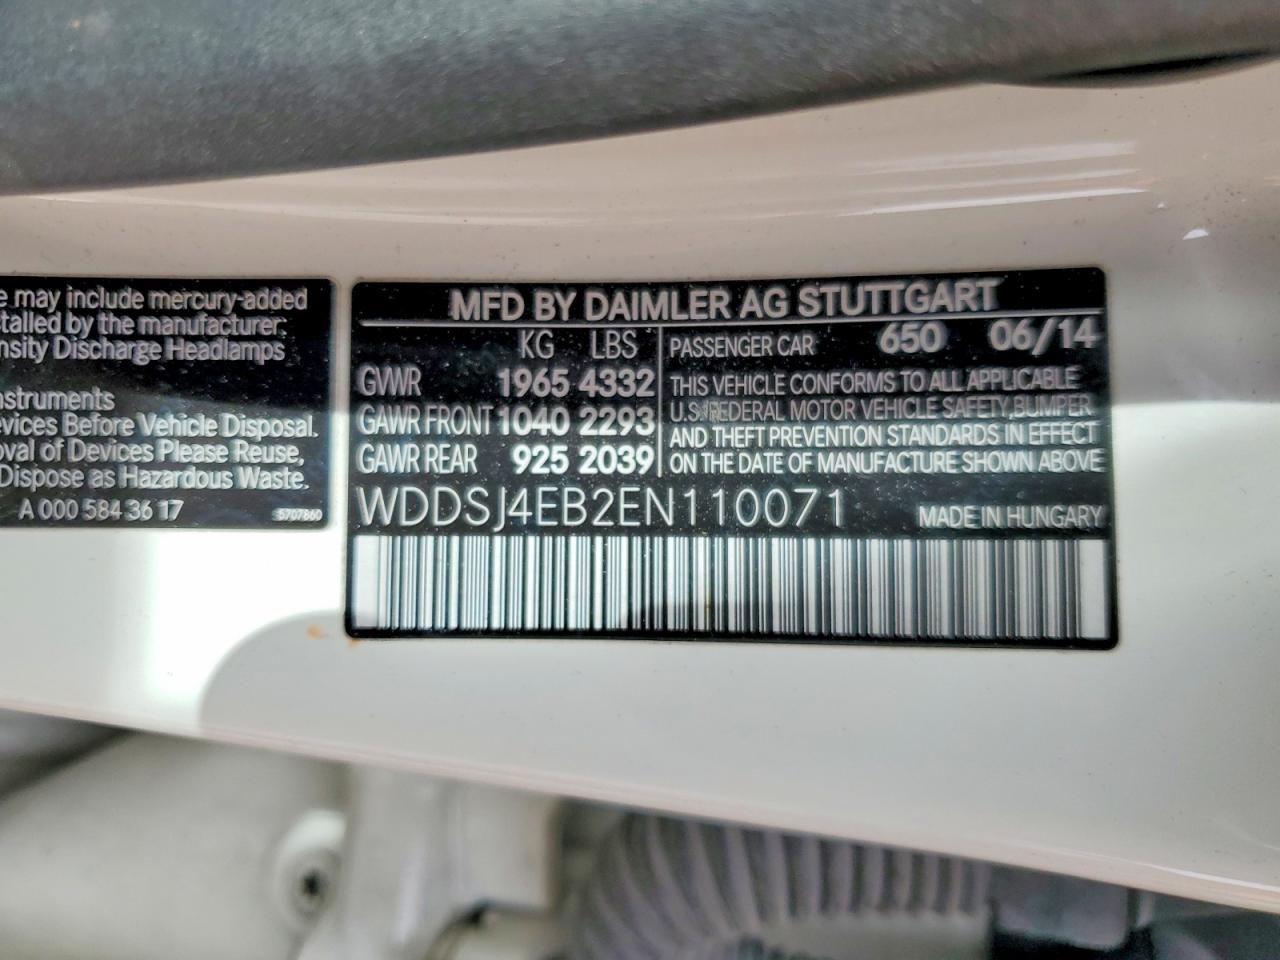 e may include mercury-added
stalled by the manufacturer:
nsity Discharge Headlamps
nstruments
evices Before Vehicle Disposal.
oval of Devices Please Reuse,
Dispose as Hazardous Waste.
A 000 584 36 17
5707860
MFD BY DAIMLER AG STUTTGART
KG LBS
GVWR 1965 4332
GAWR FRONT 1040 2293
GAWR REAR 925 2039
PASSENGER CAR 650 06/14
THIS VEHICLE CONFORMS TO ALL APPLICABLE
U.S. FEDERAL MOTOR VEHICLE SAFETY, BUMPER
AND THEFT PREVENTION STANDARDS IN EFFECT
ON THE DATE OF MANUFACTURE SHOWN ABOVE
WDDSJ4EB2EN110071 MADE IN HUNGARY